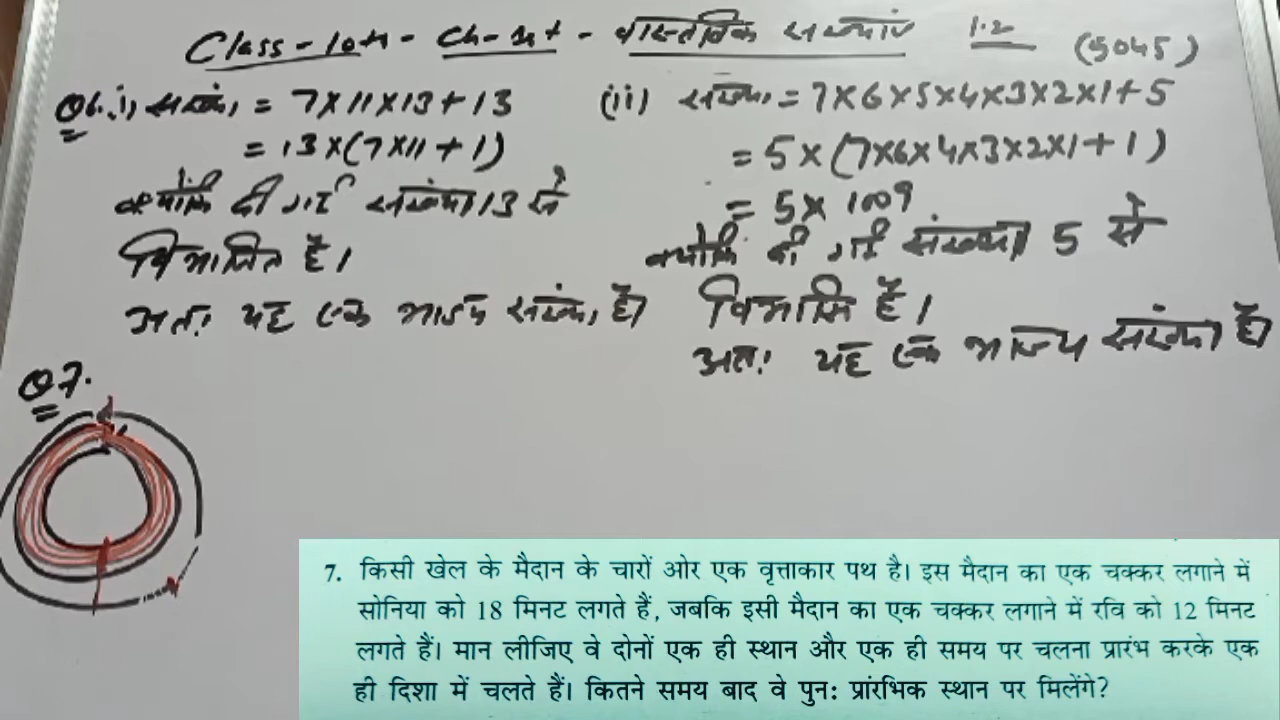 Class-10th - Ch-1st - वास्तविक संख्याएं 1.2 (5045)
Q6. i) संख्या = 7×11×13+13
= 13×(7×11+1)
क्योंकि दी गई संख्या 13 से
विभाजित है।
अतः यह एक भाज्य संख्या है।
(ii) संख्या = 7×6×5×4×3×2×1+5
= 5×(7×6×4×3×2×1+1)
= 5×1009
क्योंकि दी गई संख्या 5 से
विभाजित है।
अतः यह एक भाज्य संख्या है।
Q7.
7. किसी खेल के मैदान के चारों ओर एक वृत्ताकार पथ है। इस मैदान का एक चक्कर लगाने में
सोनिया को 18 मिनट लगते हैं, जबकि इसी मैदान का एक चक्कर लगाने में रवि को 12 मिनट
लगते हैं। मान लीजिए वे दोनों एक ही स्थान और एक ही समय पर चलना प्रारंभ करके एक
ही दिशा में चलते हैं। कितने समय बाद वे पुनः प्रारंभिक स्थान पर मिलेंगे?